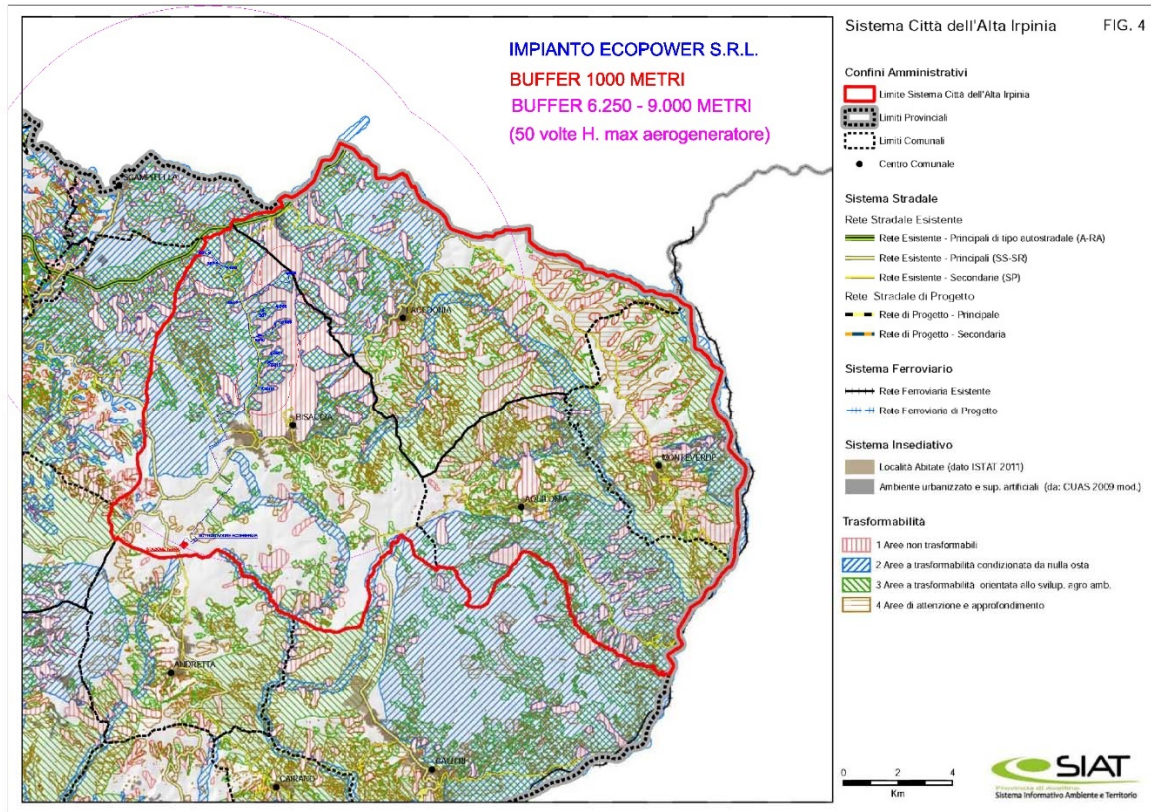 Sistema Città dell'Alta Irpinia FIG. 4
IMPIANTO ECOPOWER S.R.L.
BUFFER 1000 METRI
BUFFER 6.250 - 9.000 METRI
(50 volte H. max aerogeneratore)
Confini Amministrativi
Limite Sistema Città dell'Alta Irpinia
Limiti Provinciali
Limiti Comunali
Centro Comunale
Sistema Stradale
Rete Stradale Esistente
Rete Esistente - Principali di tipo autostradale (A-RA)
Rete Esistente - Principali (SS-SR)
Rete Esistente - Secondarie (SP)
Rete Stradale di Progetto
Rete di Progetto - Principale
Rete di Progetto - Secondaria
Sistema Ferroviario
Rete Ferroviaria Esistente
Rete Ferroviaria di Progetto
Sistema Insediativo
Località Abitate (dato ISTAT 2011)
Ambiente urbanizzato e sup. artificiali (da: CUAS 2009 mod.)
Trasformabilità
1 Aree non trasformabili
2 Aree a trasformabilità condizionata da nulla osta
3 Aree a trasformabilità orientata allo svilup. agro amb.
4 Aree di attenzione e approfondimento
SCAMPITELLA
LACEDONIA
BISACCIA
MONTEVERDE
AQUILONIA
ANDRETTA
CALITRI
CAIRANO
0 2 4
Km
SIAT
Provincia di Avellino
Sistema Informativo Ambiente e Territorio